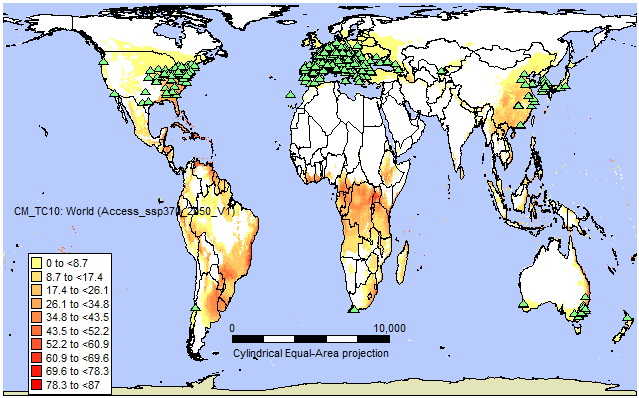 CM_TC10: World (Access_ssp370_2050_V1)
0 to <8.7
8.7 to <17.4
17.4 to <26.1
26.1 to <34.8
34.8 to <43.5
43.5 to <52.2
52.2 to <60.9
60.9 to <69.6
69.6 to <78.3
78.3 to <87
0 10,000
Cylindrical Equal-Area projection